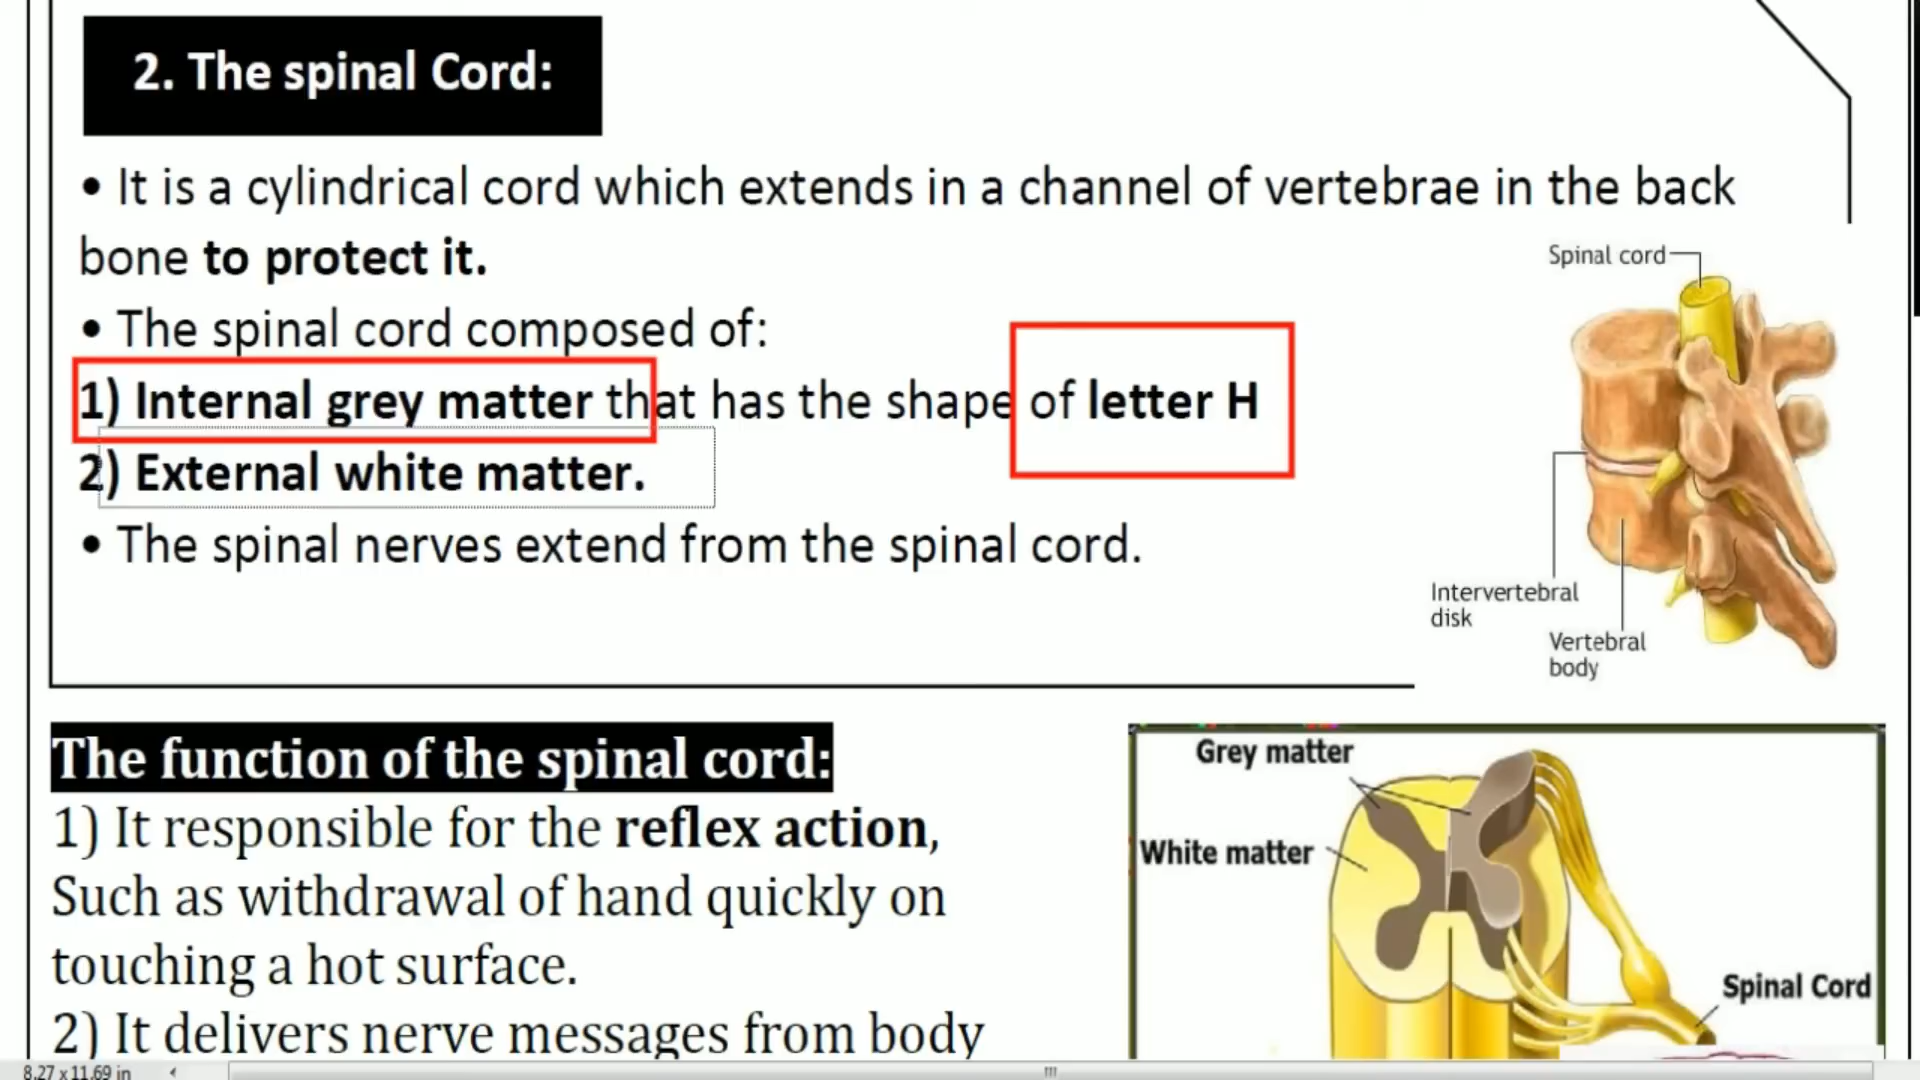 2. The spinal Cord:
• It is a cylindrical cord which extends in a channel of vertebrae in the back
bone to protect it.
• The spinal cord composed of:
1) Internal grey matter that has the shape of letter H
2) External white matter.
• The spinal nerves extend from the spinal cord.
Spinal cord
Intervertebral
disk
Vertebral
body
The function of the spinal cord:
1) It responsible for the reflex action,
Such as withdrawal of hand quickly on
touching a hot surface.
2) It delivers nerve messages from body
Grey matter
White matter
Spinal Cord
8.27 x 11.69 in